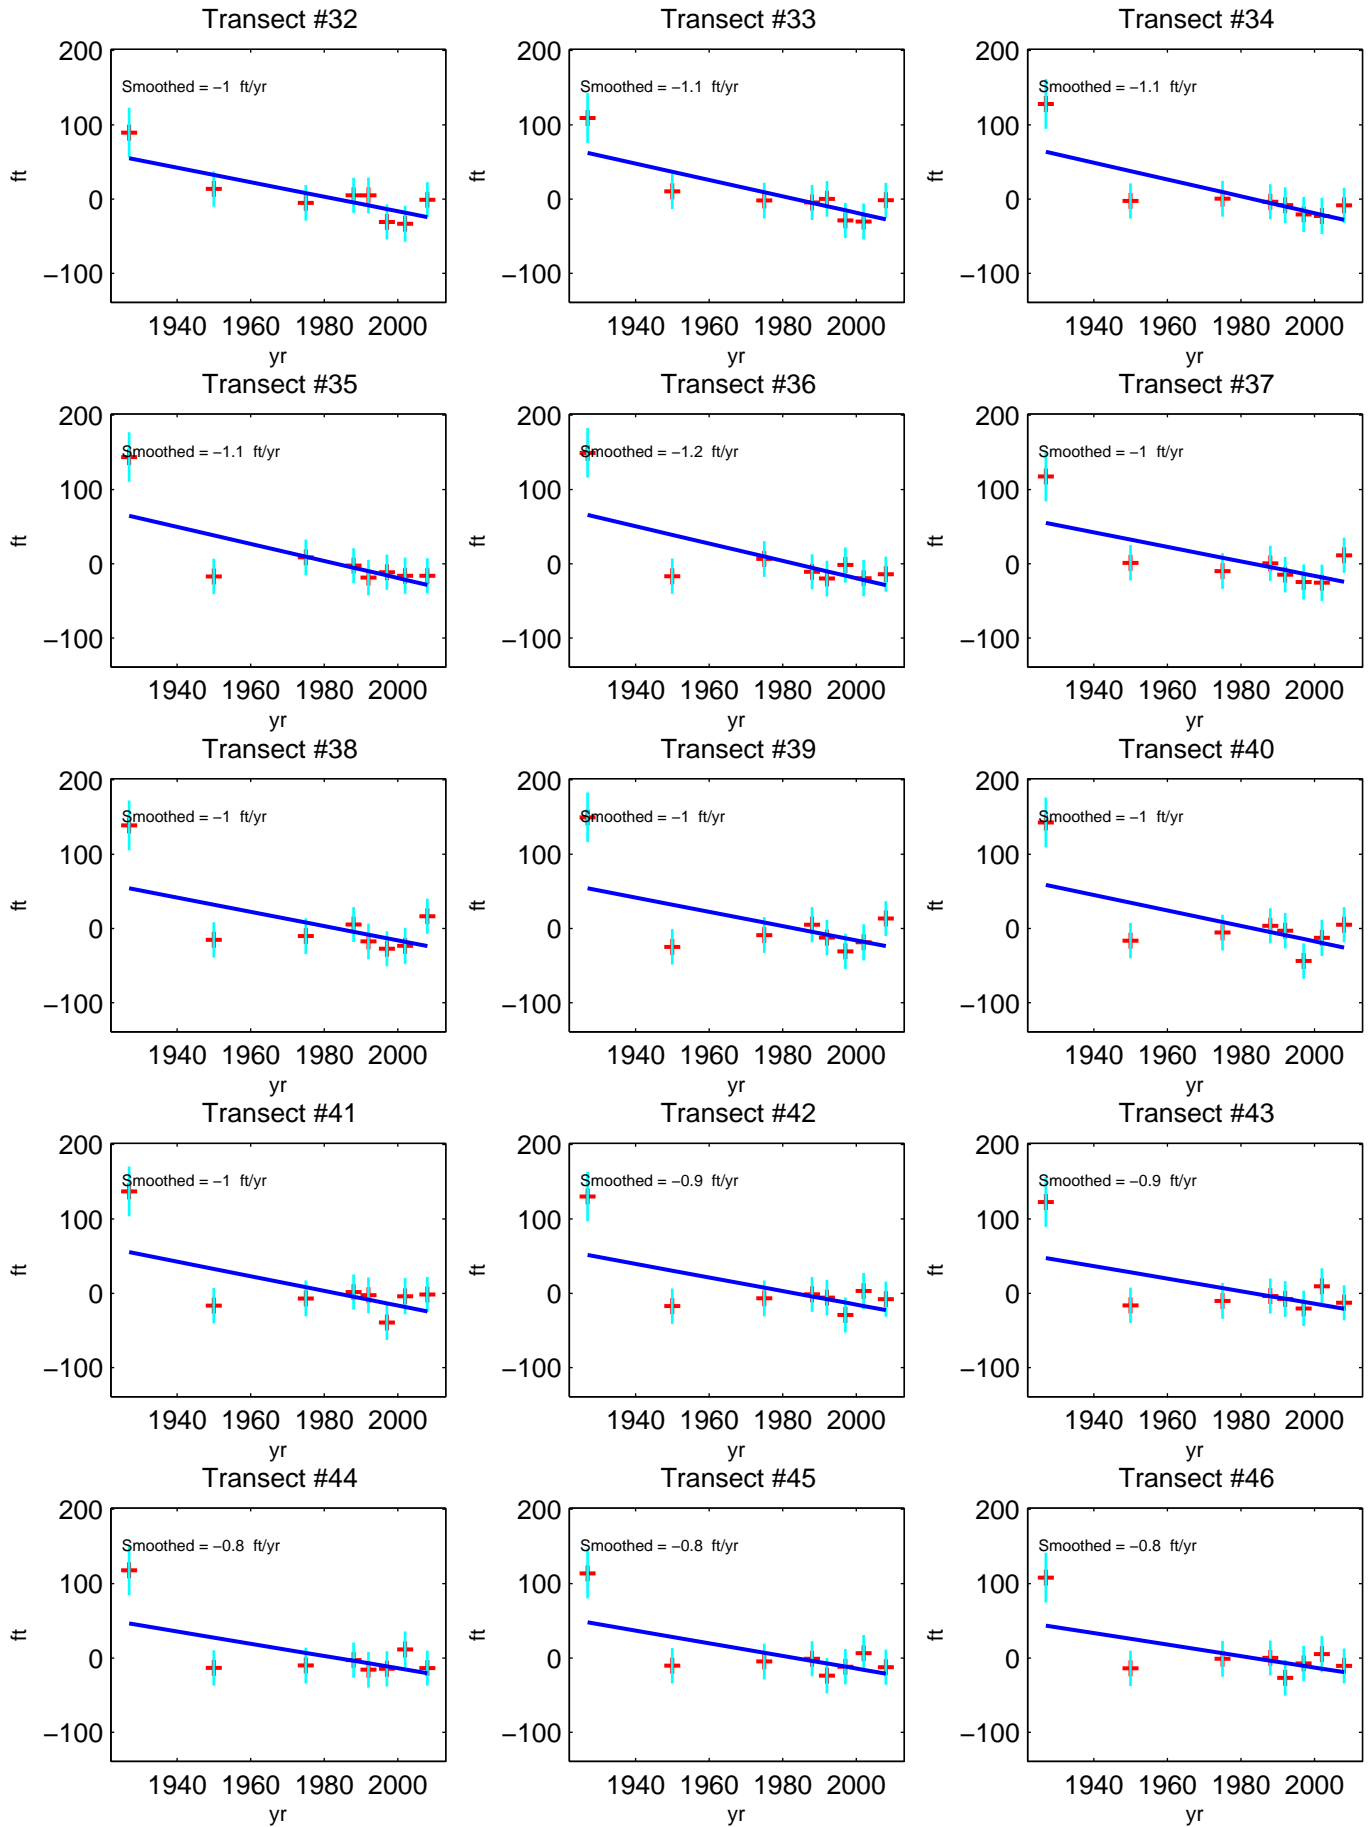 Transect #32
Transect #33
Transect #34
200
100
0
−100
ft
Smoothed = −1 ft/yr
1940 1960 1980 2000
yr
200
100
0
−100
ft
Smoothed = −1.1 ft/yr
1940 1960 1980 2000
yr
200
100
0
−100
ft
Smoothed = −1.1 ft/yr
1940 1960 1980 2000
yr
Transect #35
Transect #36
Transect #37
200
100
0
−100
ft
Smoothed = −1.1 ft/yr
1940 1960 1980 2000
yr
200
100
0
−100
ft
Smoothed = −1.2 ft/yr
1940 1960 1980 2000
yr
200
100
0
−100
ft
Smoothed = −1 ft/yr
1940 1960 1980 2000
yr
Transect #38
Transect #39
Transect #40
200
100
0
−100
ft
Smoothed = −1 ft/yr
1940 1960 1980 2000
yr
200
100
0
−100
ft
Smoothed = −1 ft/yr
1940 1960 1980 2000
yr
200
100
0
−100
ft
Smoothed = −1 ft/yr
1940 1960 1980 2000
yr
Transect #41
Transect #42
Transect #43
200
100
0
−100
ft
Smoothed = −1 ft/yr
1940 1960 1980 2000
yr
200
100
0
−100
ft
Smoothed = −0.9 ft/yr
1940 1960 1980 2000
yr
200
100
0
−100
ft
Smoothed = −0.9 ft/yr
1940 1960 1980 2000
yr
Transect #44
Transect #45
Transect #46
200
100
0
−100
ft
Smoothed = −0.8 ft/yr
1940 1960 1980 2000
yr
200
100
0
−100
ft
Smoothed = −0.8 ft/yr
1940 1960 1980 2000
yr
200
100
0
−100
ft
Smoothed = −0.8 ft/yr
1940 1960 1980 2000
yr